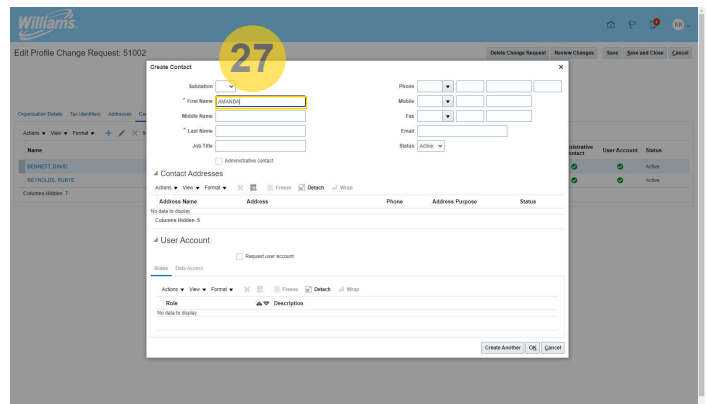 Williams.
RK
Edit Profile Change Request: 51002
Delete Change Request Review Changes Save Save and Close Cancel
27
Create Contact
Salutation
Phone
* First Name AMANDA
Mobile
Middle Name
Fax
* Last Name
Email
Job Title
Status Active
Administrative contact
Organization Details Tax Identifiers Addresses
Actions View Format
Name
User Account Status
BENNETT, DAVID
Active
REYNOLDS, RUBYE
Active
Columns Hidden 7
Contact Addresses
Actions View Format Freeze Detach Wrap
Address Name Address Phone Address Purpose Status
No data to display.
Columns Hidden 5
User Account
Request user account
Roles Data Access
Actions View Format Freeze Detach Wrap
Role Description
No data to display.
Create Another OK Cancel